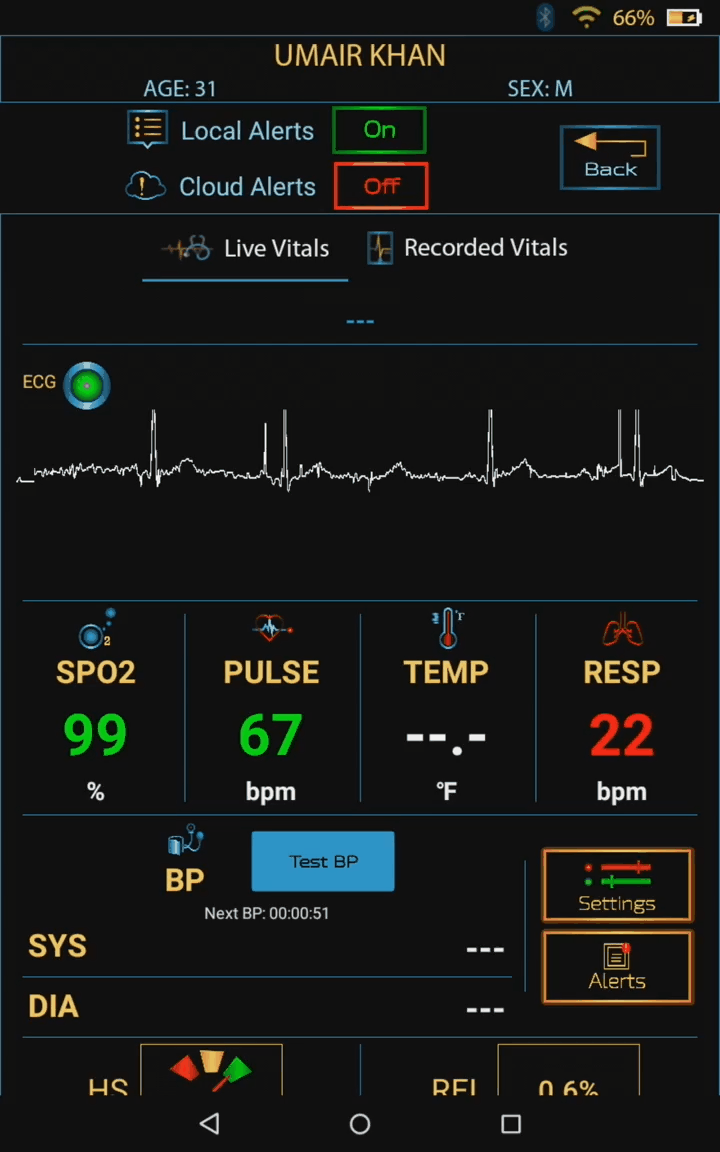 66%
UMAIR KHAN
AGE: 31 SEX: M
Local Alerts On
Cloud Alerts Off
Back
Live Vitals Recorded Vitals
---
ECG
SPO2 PULSE TEMP RESP
99 67 --.- 22
% bpm °F bpm
BP
Test BP
Next BP: 00:00:51
Settings
SYS ---
Alerts
DIA ---
HS
0.6%